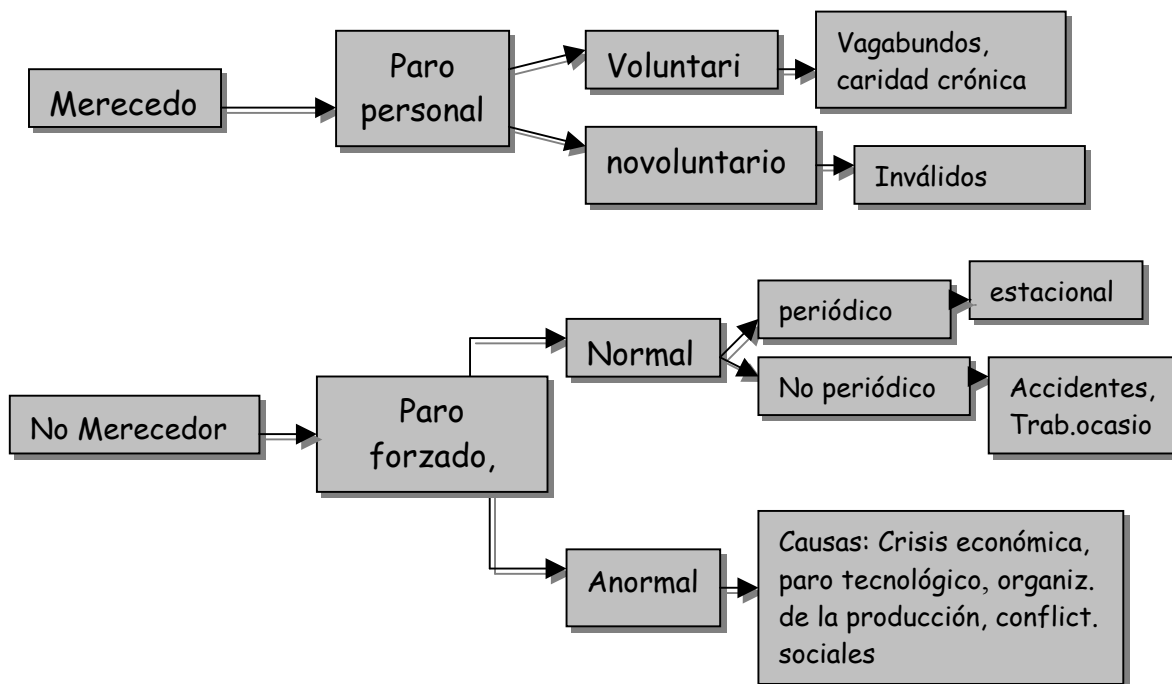 Merecedo
Paro
personal
Voluntari
Vagabundos,
caridad crónica
novoluntario
Inválidos
No Merecedor
Paro
forzado,
Normal
periódico
estacional
No periódico
Accidentes,
Trab.ocasio
Anormal
Causas: Crisis económica,
paro tecnológico, organiz.
de la producción, conflict.
sociales